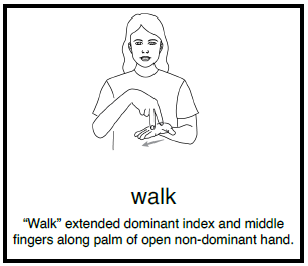 walk
“Walk” extended dominant index and middle
fingers along palm of open non-dominant hand.